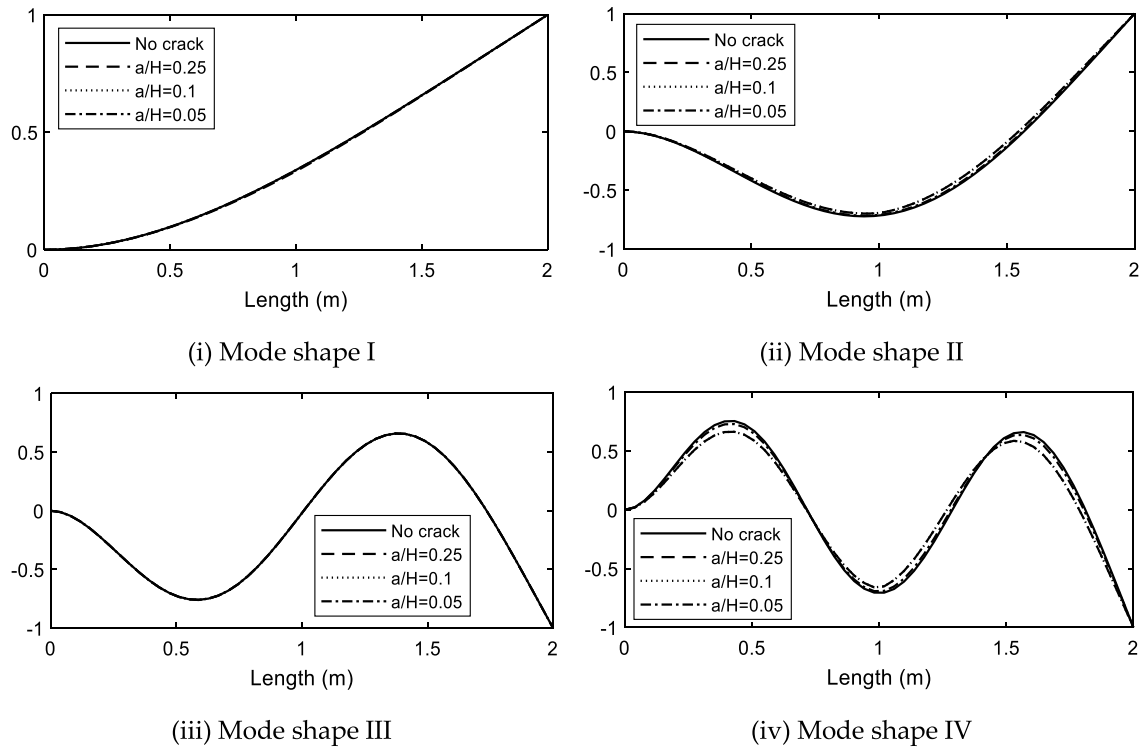 1
0.5
0
No crack
a/H=0.25
a/H=0.1
a/H=0.05
0 0.5 1 1.5 2
Length (m)
(i) Mode shape I
1
0.5
0
-0.5
-1
No crack
a/H=0.25
a/H=0.1
a/H=0.05
0 0.5 1 1.5 2
Length (m)
(ii) Mode shape II
1
0.5
0
-0.5
-1
No crack
a/H=0.25
a/H=0.1
a/H=0.05
0 0.5 1 1.5 2
Length (m)
(iii) Mode shape III
1
0.5
0
-0.5
-1
No crack
a/H=0.25
a/H=0.1
a/H=0.05
0 0.5 1 1.5 2
Length (m)
(iv) Mode shape IV